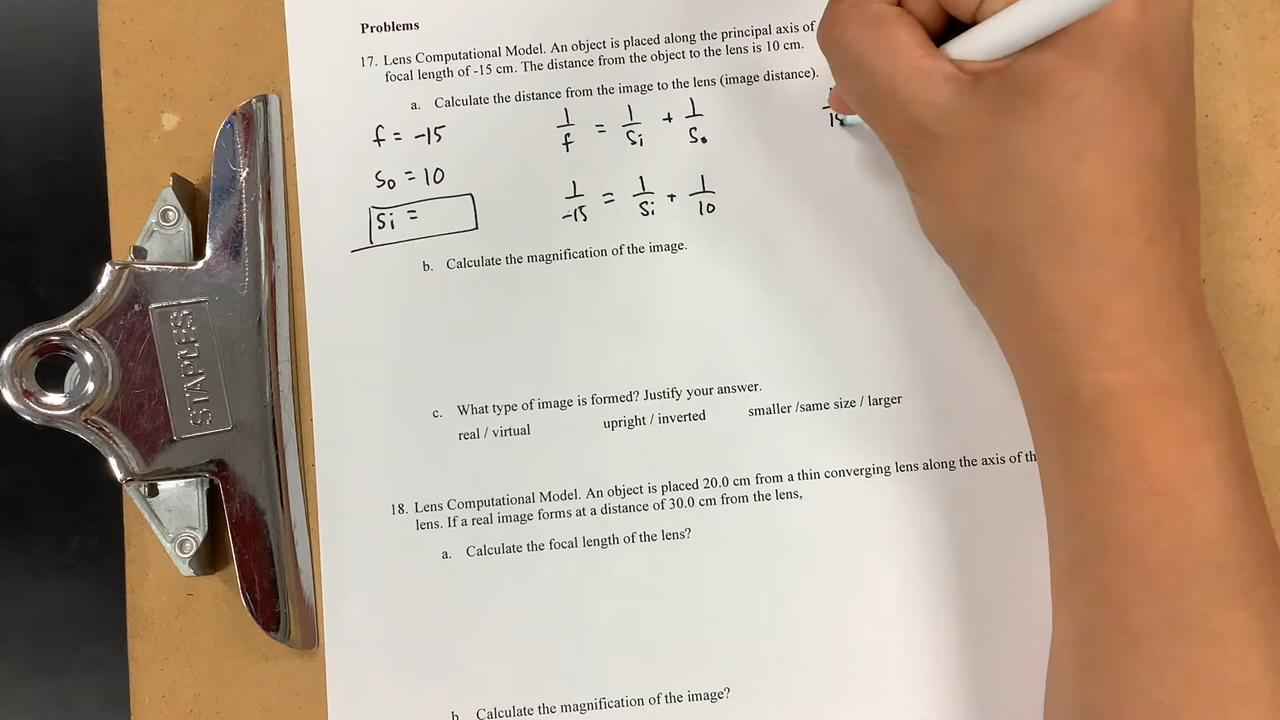 Problems
17. Lens Computational Model. An object is placed along the principal axis of
focal length of -15 cm. The distance from the object to the lens is 10 cm.
a. Calculate the distance from the image to the lens (image distance).
f = -15
1/f = 1/Si + 1/So
So = 10
1/-15 = 1/Si + 1/10
Si =
b. Calculate the magnification of the image.
c. What type of image is formed? Justify your answer.
real / virtual upright / inverted smaller /same size / larger
18. Lens Computational Model. An object is placed 20.0 cm from a thin converging lens along the axis of
lens. If a real image forms at a distance of 30.0 cm from the lens,
a. Calculate the focal length of the lens?
b Calculate the magnification of the image?
STAPLES